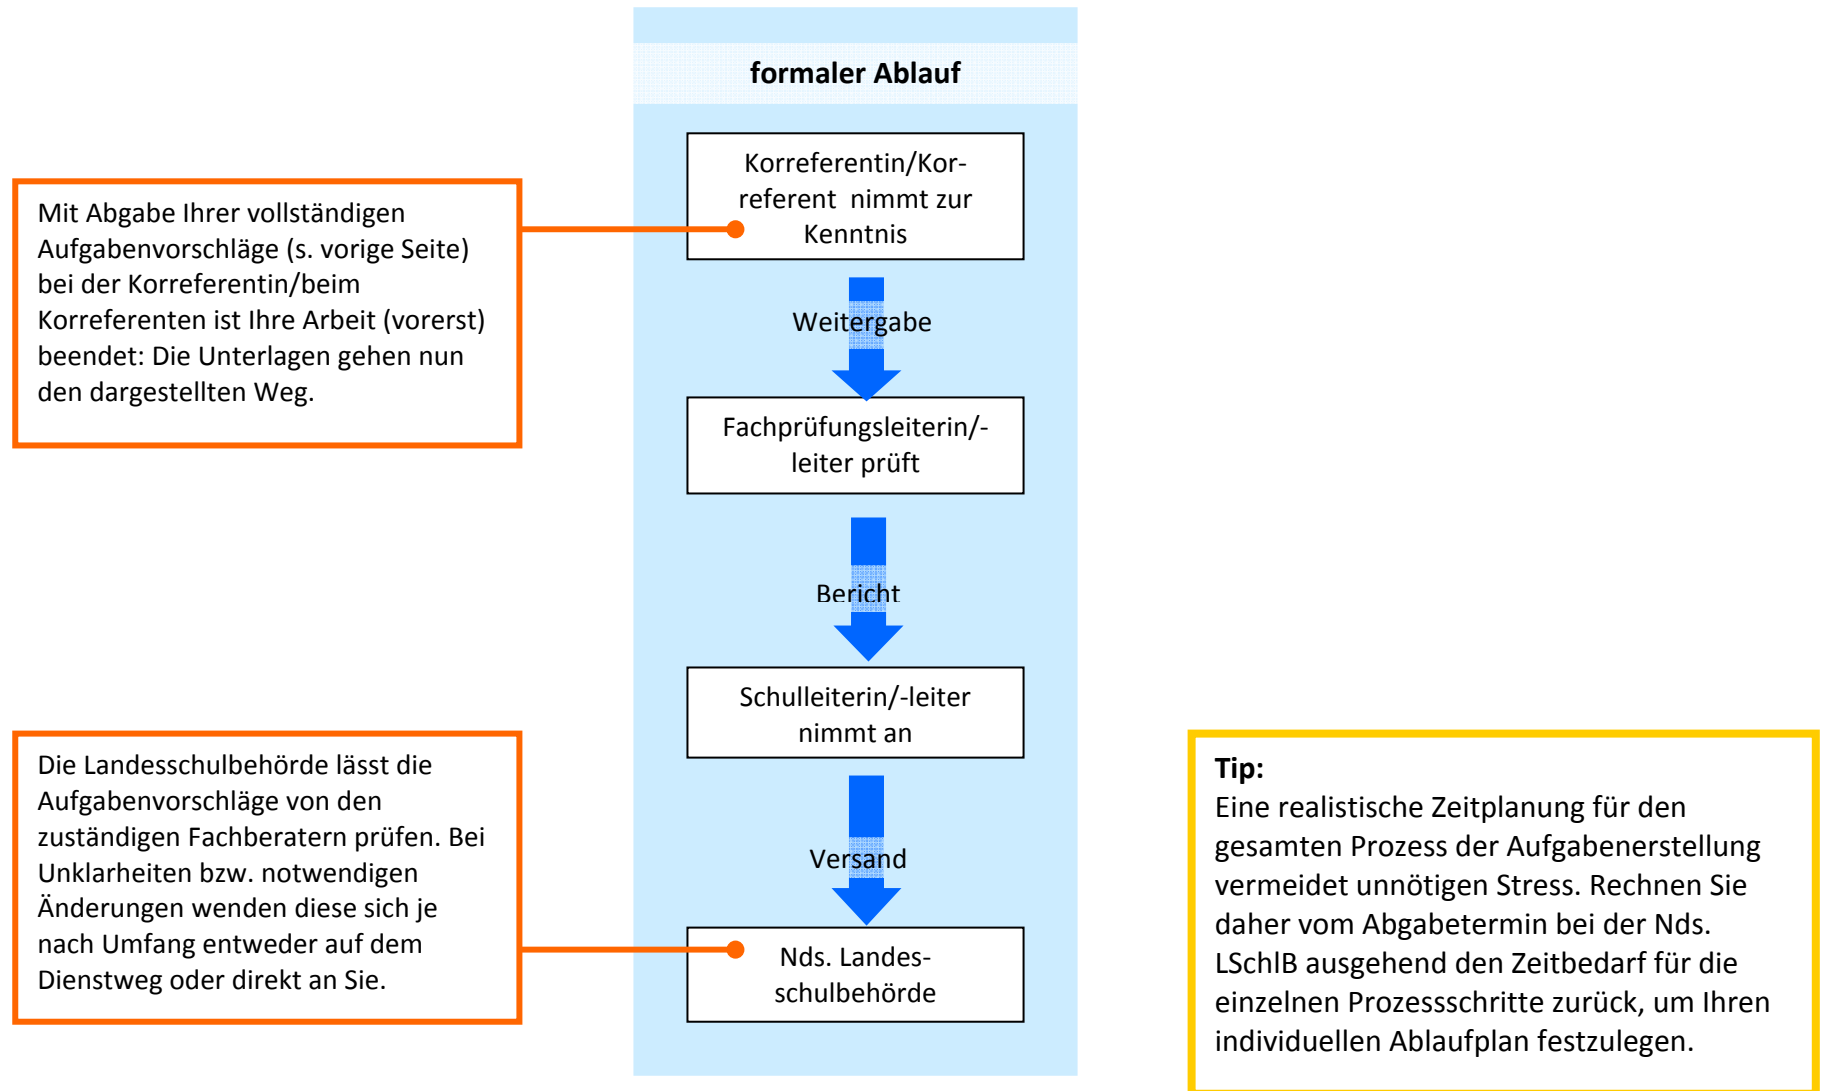 formaler Ablauf
Korreferentin/Kor-
referent nimmt zur
Kenntnis
Mit Abgabe Ihrer vollständigen
Aufgabenvorschläge (s. vorige Seite)
bei der Korreferentin/beim
Korreferenten ist Ihre Arbeit (vorerst)
beendet: Die Unterlagen gehen nun
den dargestellten Weg.
Weitergabe
Fachprüfungsleiterin/-
leiter prüft
Bericht
Schulleiterin/-leiter
nimmt an
Versand
Nds. Landes-
schulbehörde
Die Landesschulbehörde lässt die
Aufgabenvorschläge von den
zuständigen Fachberatern prüfen. Bei
Unklarheiten bzw. notwendigen
Änderungen wenden diese sich je
nach Umfang entweder auf dem
Dienstweg oder direkt an Sie.
Tip:
Eine realistische Zeitplanung für den
gesamten Prozess der Aufgabenerstellung
vermeidet unnötigen Stress. Rechnen Sie
daher vom Abgabetermin bei der Nds.
LSchlB ausgehend den Zeitbedarf für die
einzelnen Prozessschritte zurück, um Ihren
individuellen Ablaufplan festzulegen.